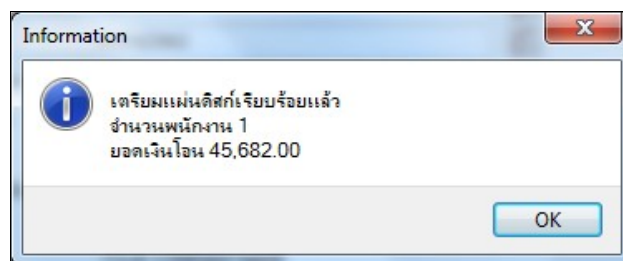 Information
เตรียมแผ่นดิสก์เรียบร้อยแล้ว
จำนวนพนักงาน 1
ยอดเงินโอน 45,682.00
OK